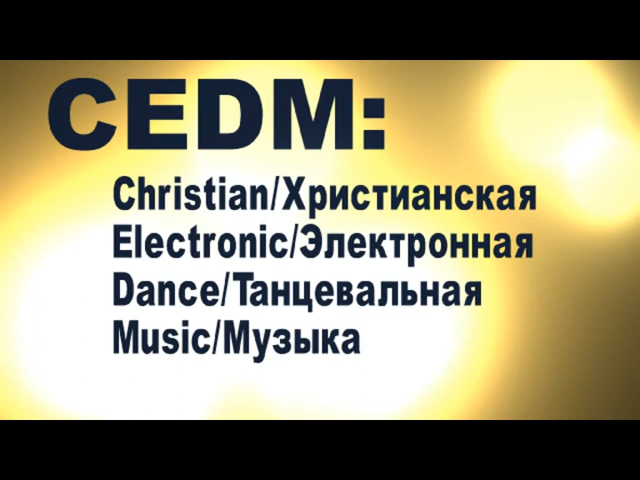 CEDM:
Christian/Христианская
Electronic/Электронная
Dance/Танцевальная
Music/Музыка